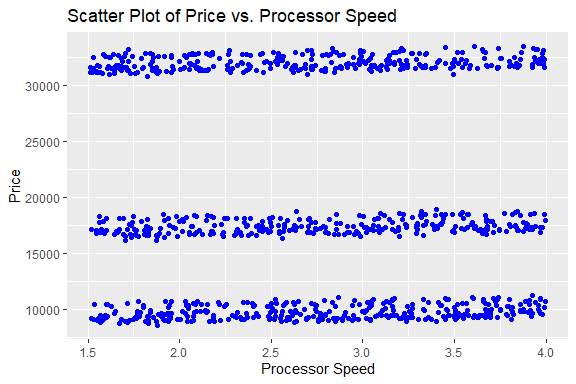 Scatter Plot of Price vs. Processor Speed
30000
25000
20000
15000
10000
Price
1.5 2.0 2.5 3.0 3.5 4.0
Processor Speed